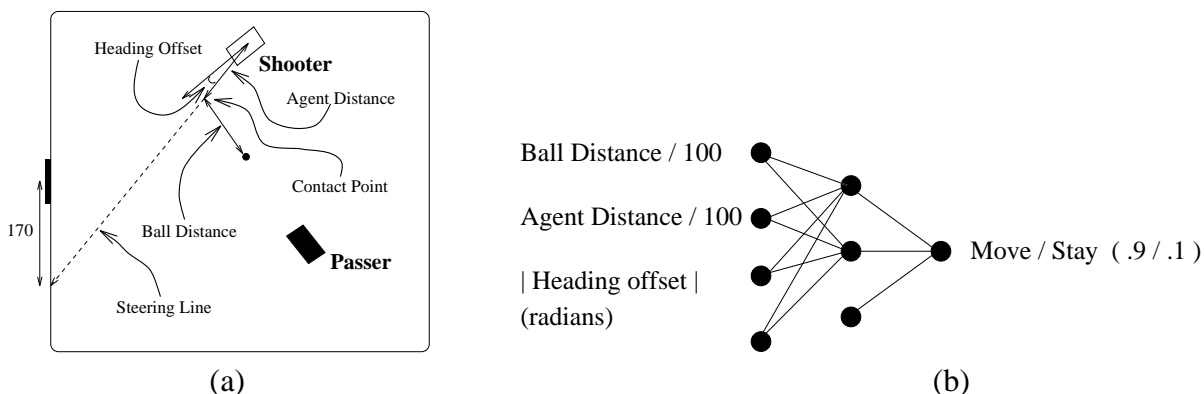 Heading Offset
Shooter
Agent Distance
Contact Point
Ball Distance
170
Passer
Steering Line
(a)
Ball Distance / 100
Agent Distance / 100
| Heading offset |
(radians)
Move / Stay ( .9 / .1 )
(b)